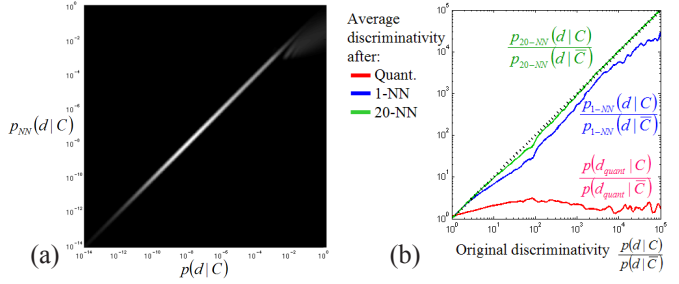 10^0
10^-2
10^-4
p_NN(d|C)
10^-6
10^-8
10^-10
10^-12
10^-14
10^-14 10^-12 10^-10 10^-8 10^-6 10^-4 10^-2 10^0
p(d|C)
(a)
Average
discriminativity
after:
Quant.
1-NN
20-NN
10^5
10^4
10^3
10^2
10^1
10^0
p_20-NN(d|C)
p_20-NN(d|C̅)
p_1-NN(d|C)
p_1-NN(d|C̅)
p(d_quant|C)
p(d_quant|C̅)
10^0 10^1 10^2 10^3 10^4 10^5
(b)
Original discriminativity p(d|C)
p(d|C̅)